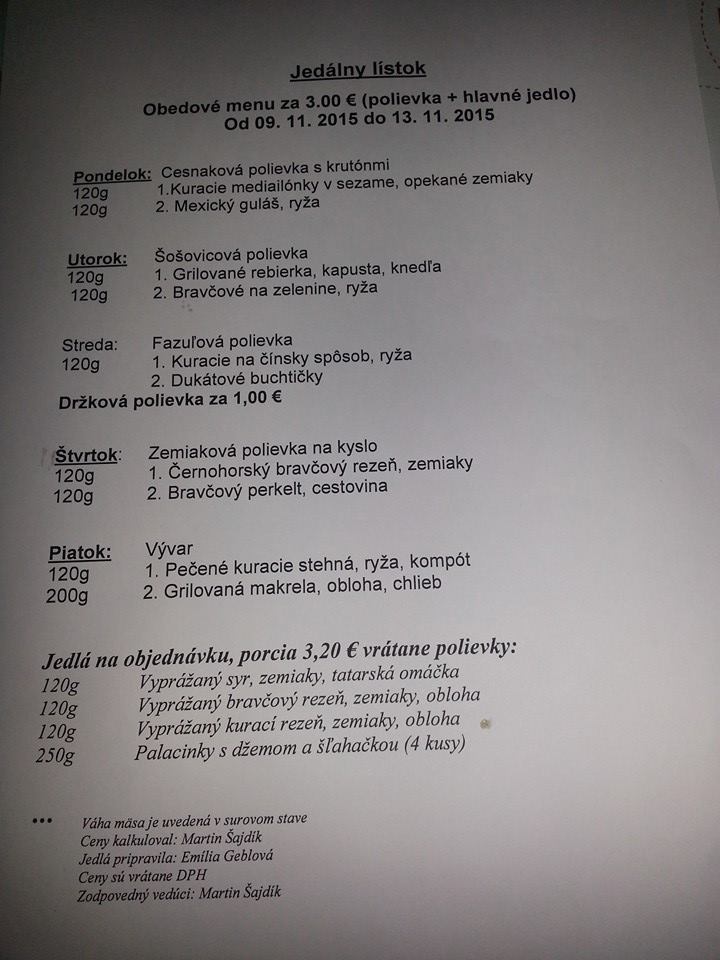 Jedálny lístok
Obedové menu za 3.00 € (polievka + hlavné jedlo)
Od 09. 11. 2015 do 13. 11. 2015
Pondelok: Cesnaková polievka s krutónmi
120g 1.Kuracie mediailónky v sezame, opekané zemiaky
120g 2. Mexický guláš, ryža
Utorok: Šošovicová polievka
120g 1. Grilované rebierka, kapusta, knedľa
120g 2. Bravčové na zelenine, ryža
Streda: Fazuľová polievka
120g 1. Kuracie na čínsky spôsob, ryža
2. Dukátové buchtičky
Držková polievka za 1,00 €
Štvrtok: Zemiaková polievka na kyslo
120g 1. Černohorský bravčový rezeň, zemiaky
120g 2. Bravčový perkelt, cestovina
Piatok: Vývar
120g 1. Pečené kuracie stehná, ryža, kompót
200g 2. Grilovaná makrela, obloha, chlieb
Jedlá na objednávku, porcia 3,20 € vrátane polievky:
120g Vyprážaný syr, zemiaky, tatarská omáčka
120g Vyprážaný bravčový rezeň, zemiaky, obloha
120g Vyprážaný kurací rezeň, zemiaky, obloha
250g Palacinky s džemom a šľahačkou (4 kusy)
••• Váha mäsa je uvedená v surovom stave
Ceny kalkuloval: Martin Šajdík
Jedlá pripravila: Emília Geblová
Ceny sú vrátane DPH
Zodpovedný vedúci: Martin Šajdík